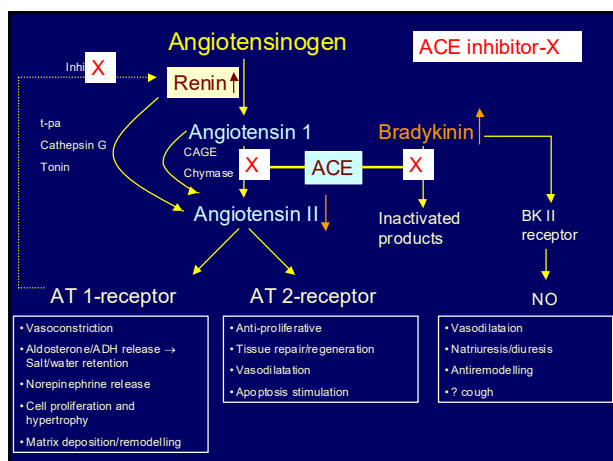 Angiotensinogen
ACE inhibitor-X
Inhi X
Renin
t-pa
Cathepsin G
Tonin
Angiotensin 1
CAGE
Chymase
Bradykinin
X
ACE
X
Angiotensin II
Inactivated
products
BK II
receptor
AT 1-receptor
AT 2-receptor
NO
• Vasoconstriction
• Aldosterone/ADH release →
Salt/water retention
• Norepinephrine release
• Cell proliferation and
hypertrophy
• Matrix deposition/remodelling
• Anti-proliferative
• Tissue repair/regeneration
• Vasodilatation
• Apoptosis stimulation
• Vasodilataion
• Natriuresis/diuresis
• Antiremodelling
• ? cough